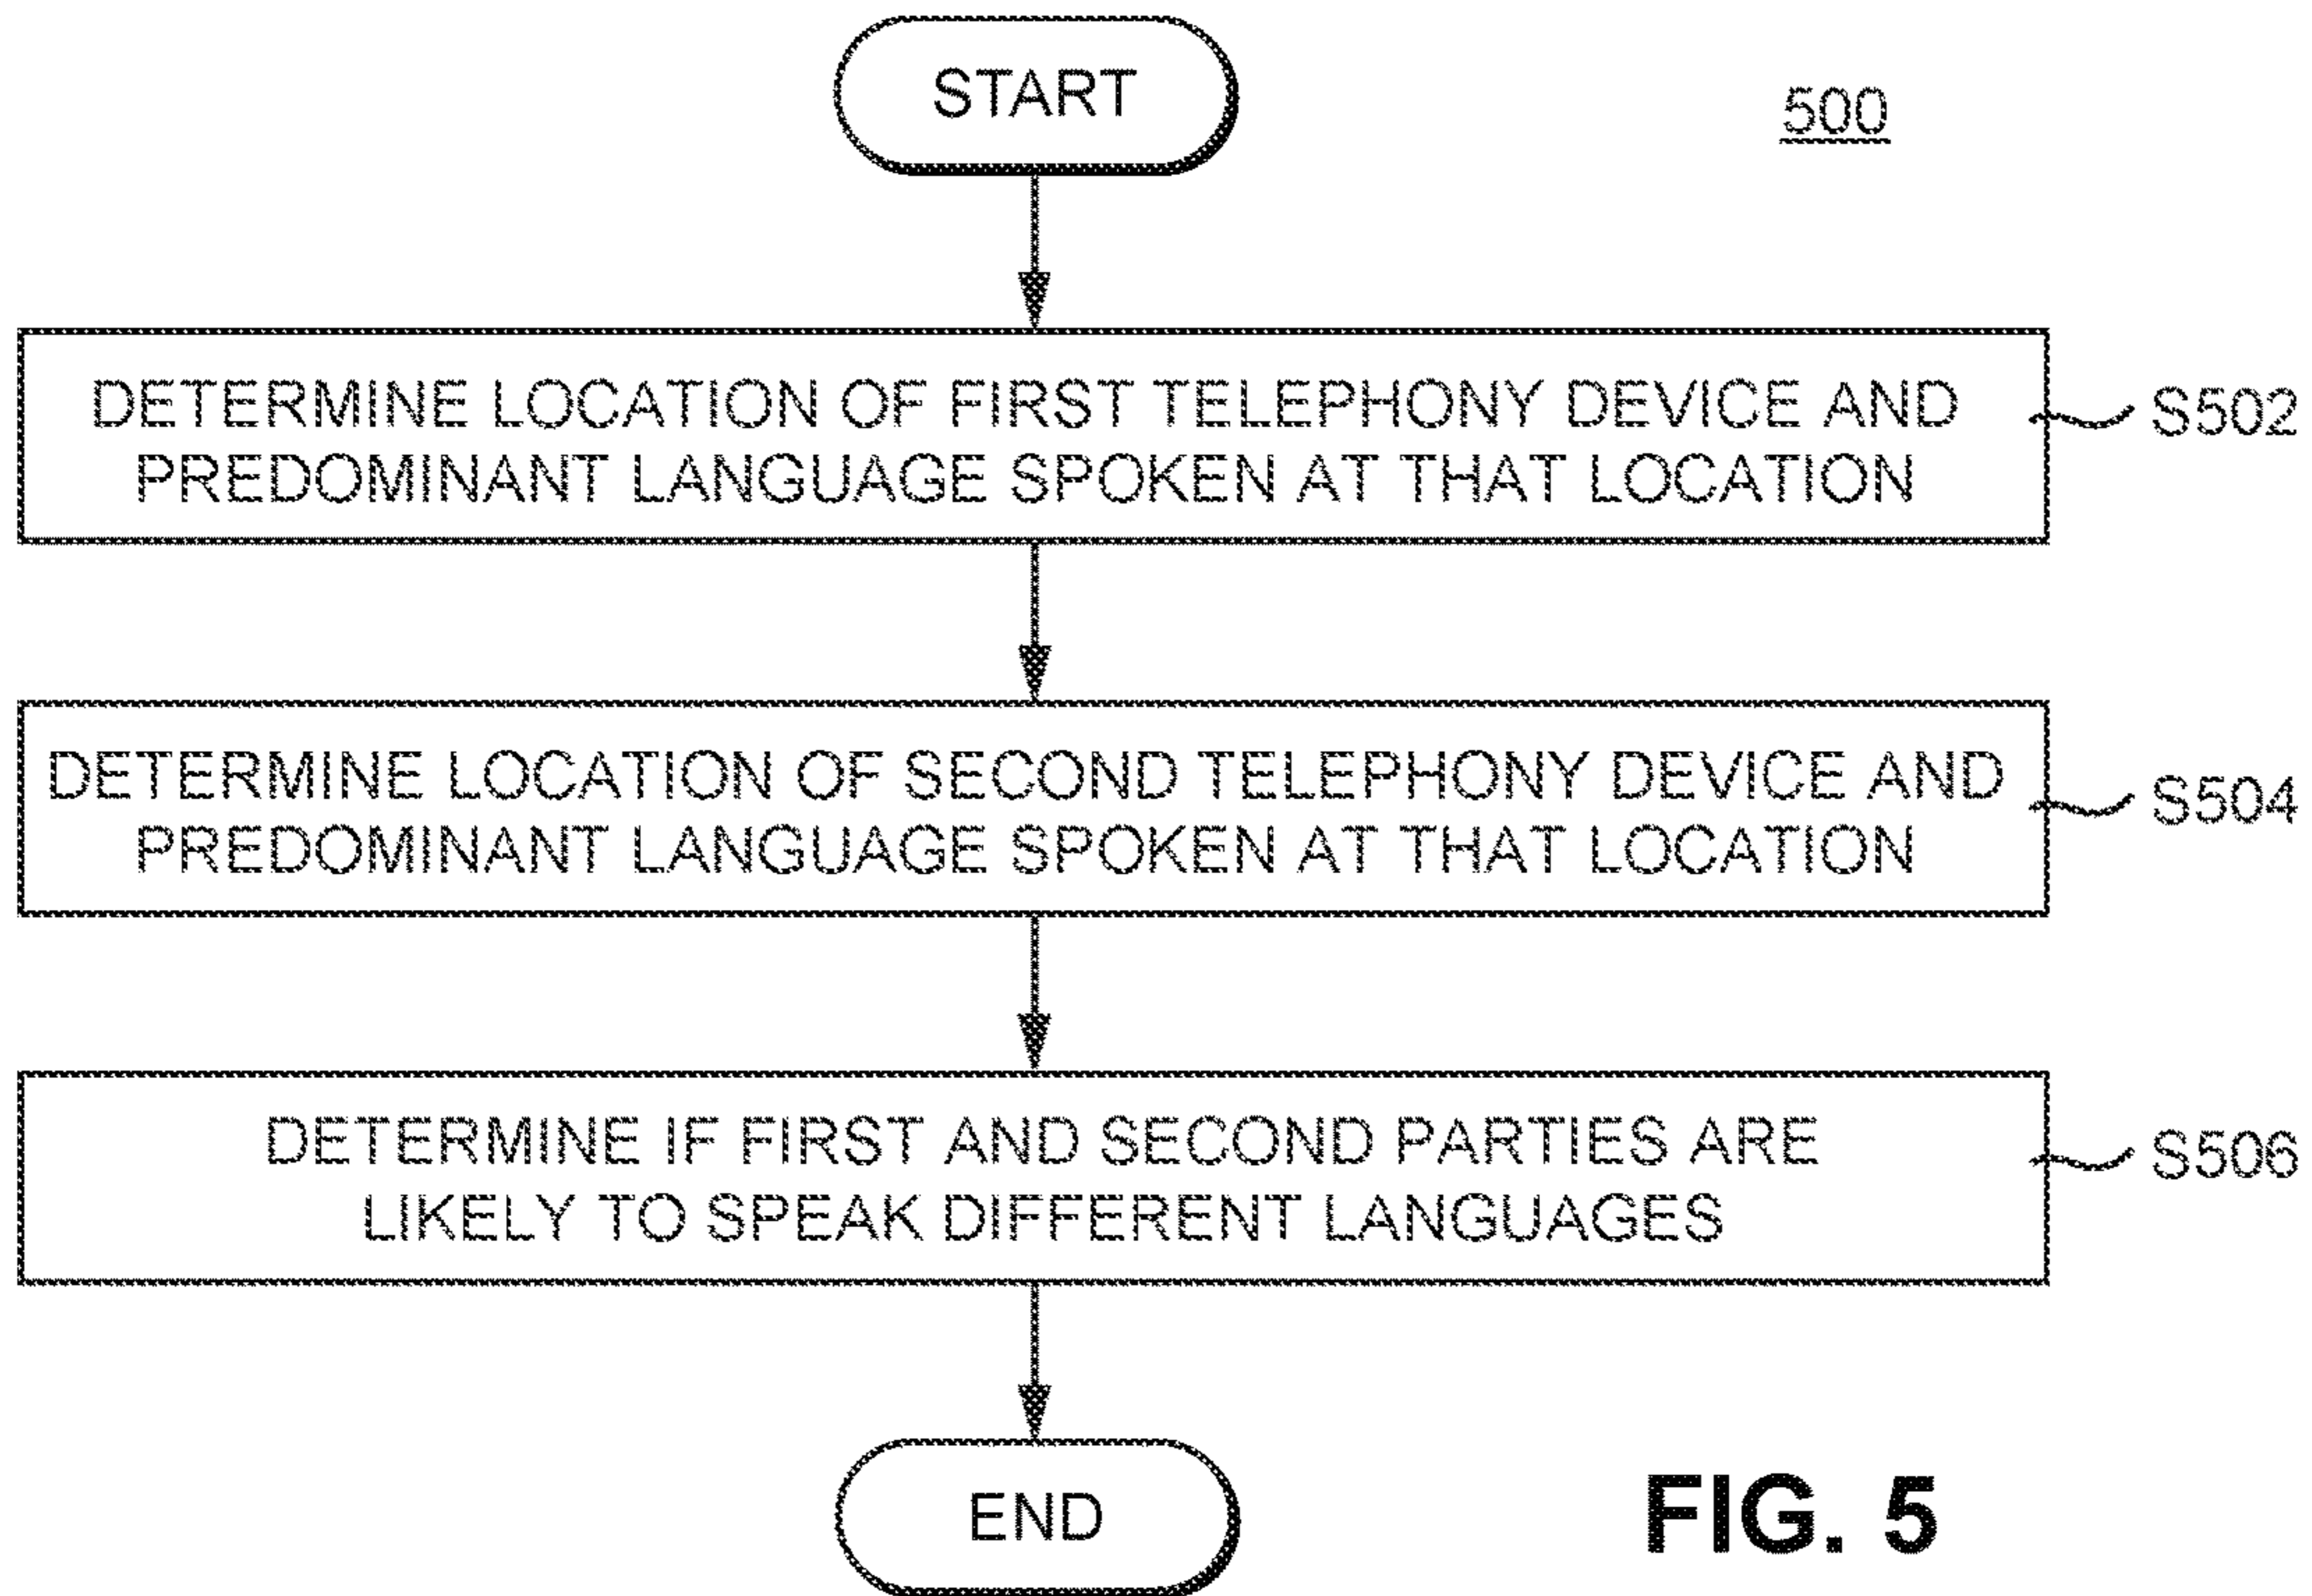 START
500
DETERMINE LOCATION OF FIRST TELEPHONY DEVICE AND
PREDOMINANT LANGUAGE SPOKEN AT THAT LOCATION
S502
DETERMINE LOCATION OF SECOND TELEPHONY DEVICE AND
PREDOMINANT LANGUAGE SPOKEN AT THAT LOCATION
S504
DETERMINE IF FIRST AND SECOND PARTIES ARE
LIKELY TO SPEAK DIFFERENT LANGUAGES
S506
END
FIG. 5